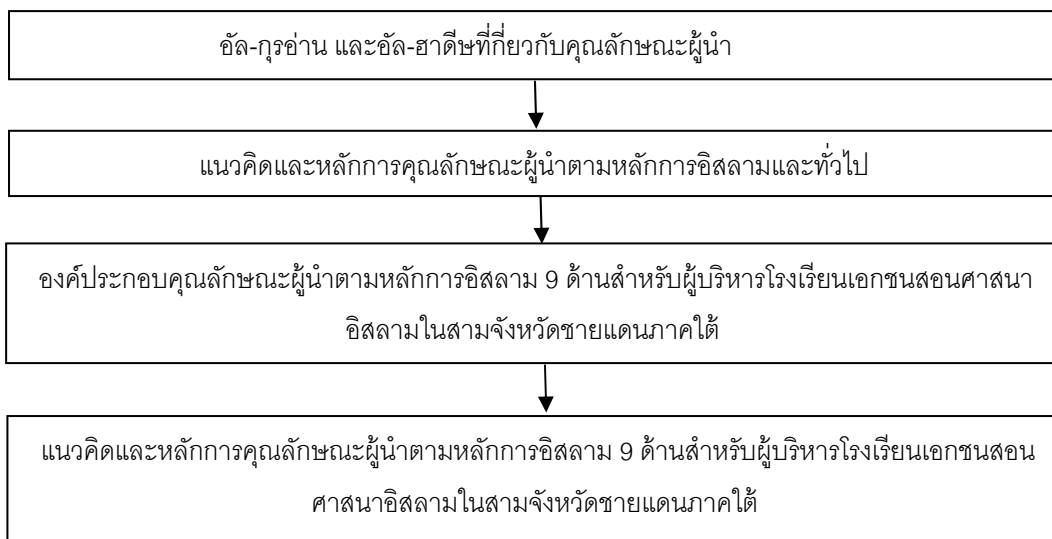 อัล-กุรอ่าน และอัล-ฮาดีษที่กี่ยวกับคุณลักษณะผู้นำ
แนวคิดและหลักการคุณลักษณะผู้นำตามหลักการอิสลามและทั่วไป
องค์ประกอบคุณลักษณะผู้นำตามหลักการอิสลาม 9 ด้านสำหรับผู้บริหารโรงเรียนเอกชนสอนศาสนา
อิสลามในสามจังหวัดชายแดนภาคใต้
แนวคิดและหลักการคุณลักษณะผู้นำตามหลักการอิสลาม 9 ด้านสำหรับผู้บริหารโรงเรียนเอกชนสอน
ศาสนาอิสลามในสามจังหวัดชายแดนภาคใต้